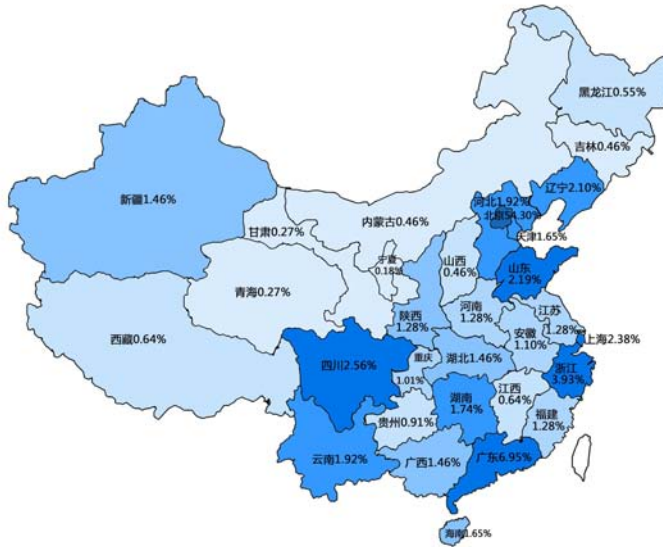 黑龙江0.55%
吉林0.46%
辽宁2.10%
河北1.92%
北京54.30%
天津1.65%
新疆1.46%
内蒙古0.46%
甘肃0.27%
宁夏
0.18%
山西
0.46%
山东
2.19%
青海0.27%
陕西
1.28%
河南
1.28%
江苏
1.28%
安徽
1.10%
上海2.38%
西藏0.64%
四川2.56%
重庆
1.01%
湖北1.46%
浙江
3.93%
湖南
1.74%
江西
0.64%
贵州0.91%
福建
1.28%
云南1.92%
广西1.46%
广东6.95%
海南1.65%